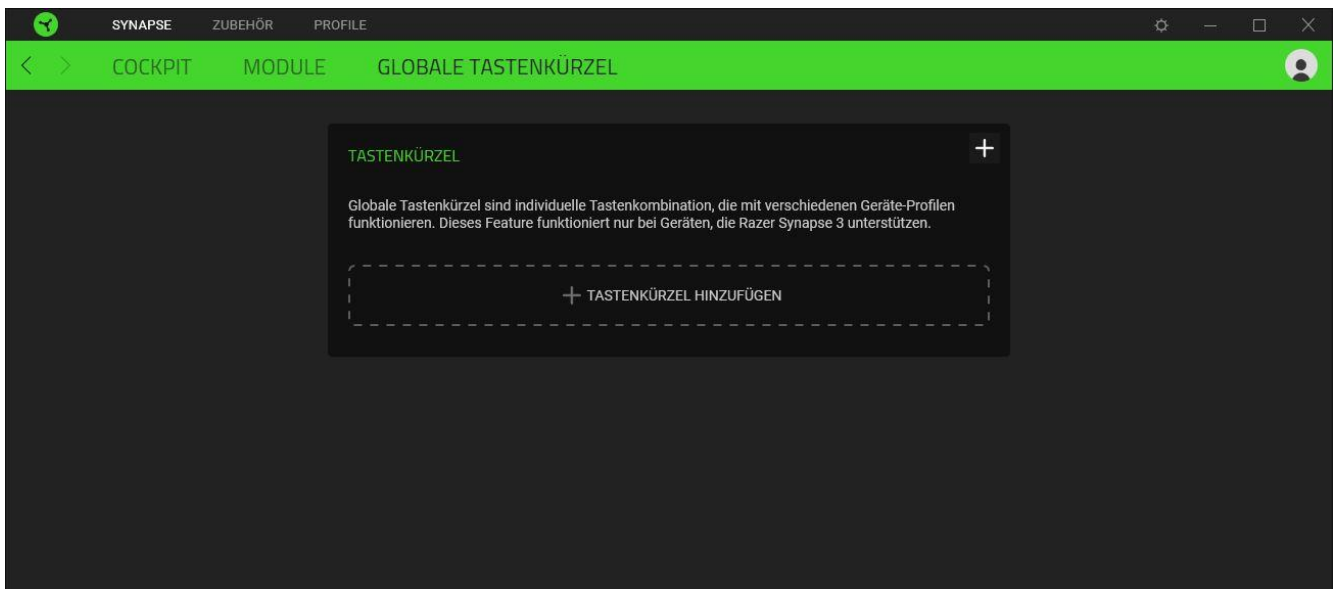 SYNAPSE ZUBEHÖR PROFILE
COCKPIT MODULE GLOBALE TASTENKÜRZEL
TASTENKÜRZEL
Globale Tastenkürzel sind individuelle Tastenkombination, die mit verschiedenen Geräte-Profilen
funktionieren. Dieses Feature funktioniert nur bei Geräten, die Razer Synapse 3 unterstützen.
TASTENKÜRZEL HINZUFÜGEN